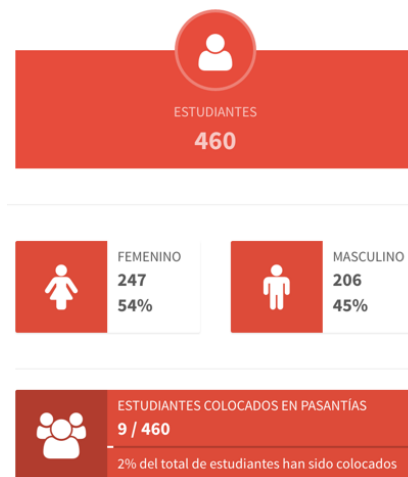 ESTUDIANTES
460
FEMENINO
247
54%
MASCULINO
206
45%
ESTUDIANTES COLOCADOS EN PASANTÍAS
9 / 460
2% del total de estudiantes han sido colocados